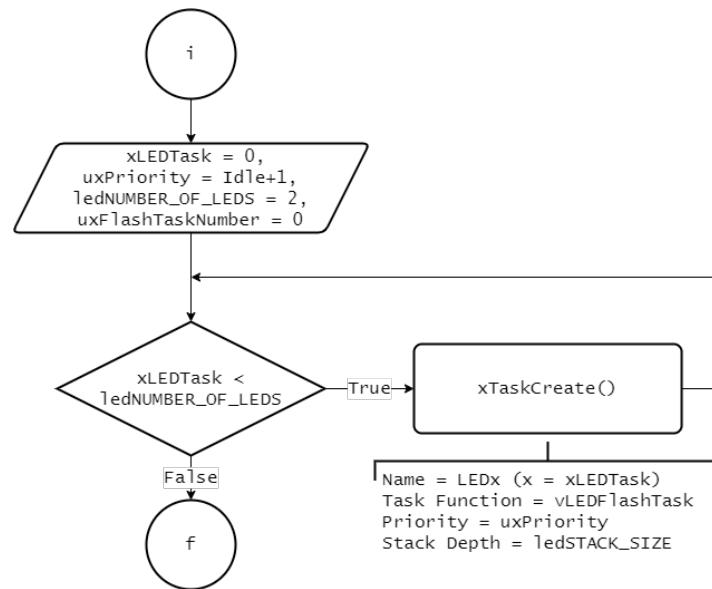 i
xLEDTask = 0,
uxPriority = Idle+1,
ledNUMBER_OF_LEDS = 2,
uxFlashTaskNumber = 0
xLEDTask <
ledNUMBER_OF_LEDS
True
xTaskCreate()
False
Name = LEDx (x = xLEDTask)
Task Function = vLEDFlashTask
Priority = uxPriority
Stack Depth = ledSTACK_SIZE
f